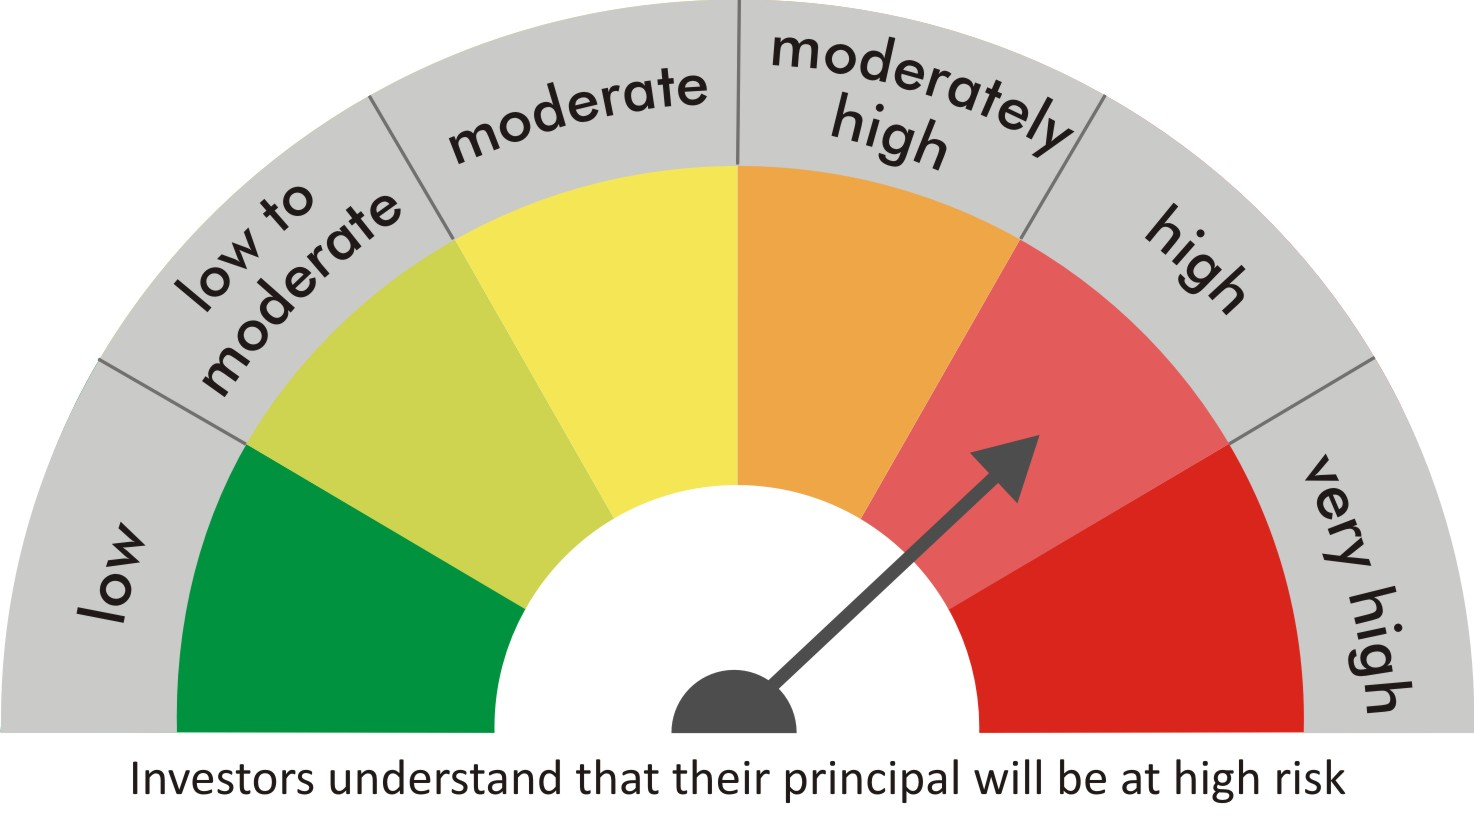 low
low to
moderate
moderate
moderately
high
high
very high
Investors understand that their principal will be at high risk